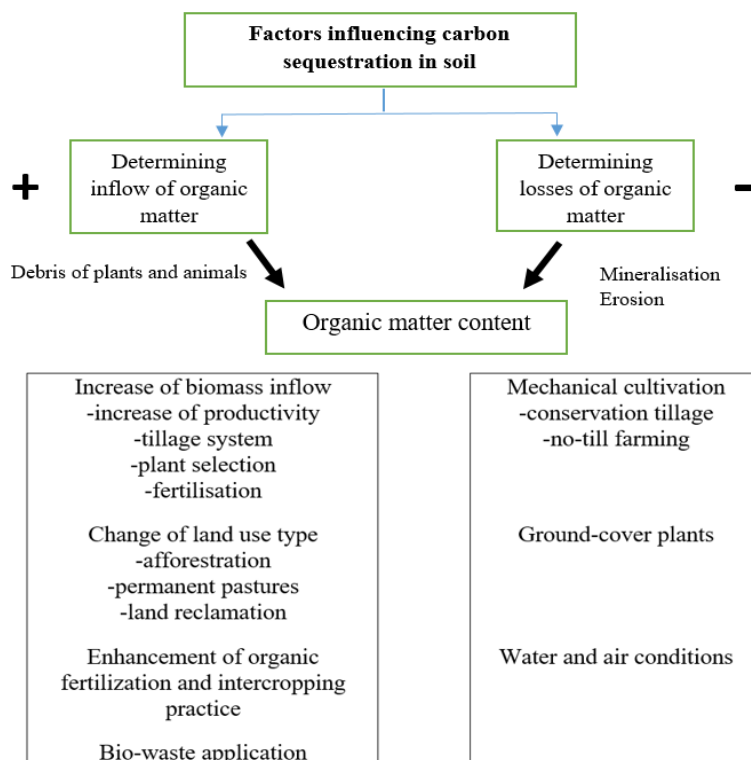 Factors influencing carbon
sequestration in soil
+
Determining
inflow of organic
matter
Determining
losses of organic
matter
-
Debris of plants and animals
Mineralisation
Erosion
Organic matter content
Increase of biomass inflow
-increase of productivity
-tillage system
-plant selection
-fertilisation
Change of land use type
-afforestration
-permanent pastures
-land reclamation
Enhancement of organic
fertilization and intercropping
practice
Bio-waste application
Mechanical cultivation
-conservation tillage
-no-till farming
Ground-cover plants
Water and air conditions